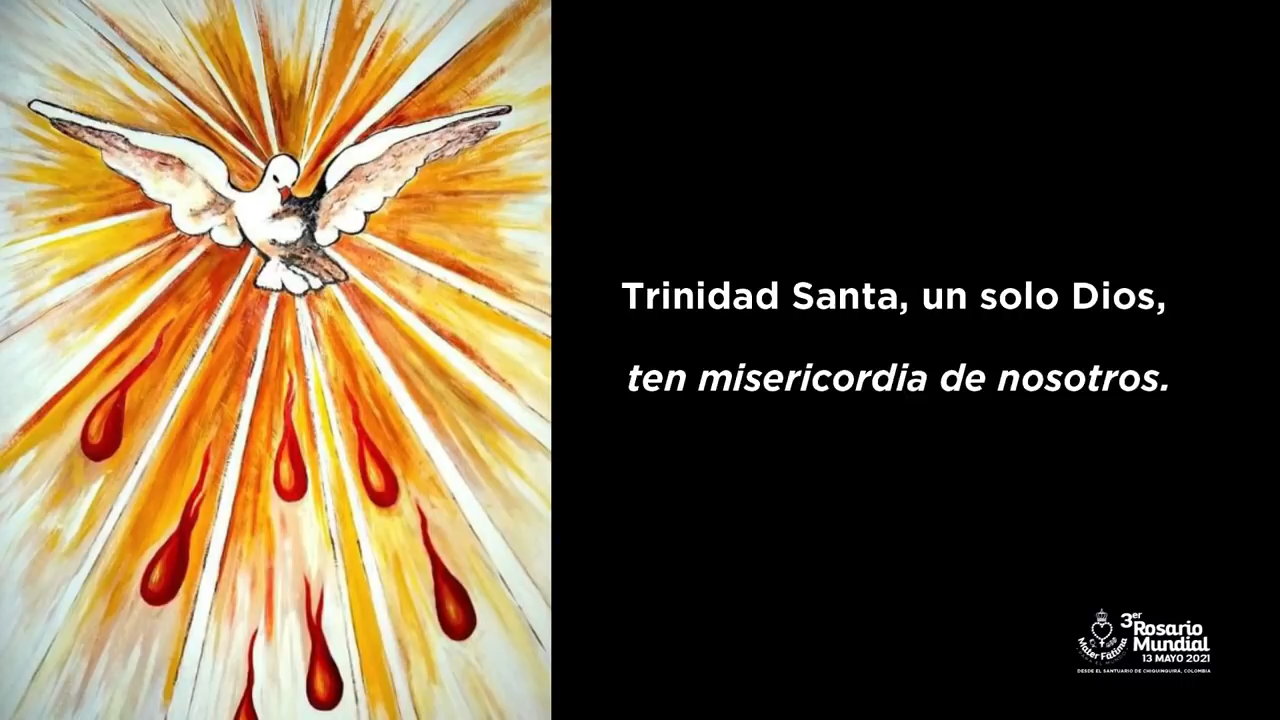 Trinidad Santa, un solo Dios,
ten misericordia de nosotros.
3er
Rosario
Mundial
Mater Fátima
13 MAYO 2021
DESDE EL SANTUARIO DE CHIQUINQUIRÁ, COLOMBIA